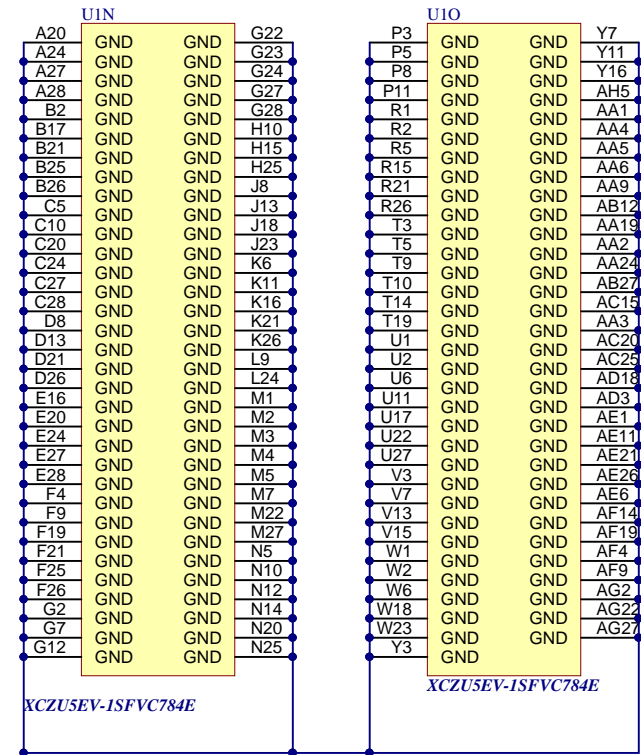 U1N
A20 GND GND G22
A24 GND GND G23
A27 GND GND G24
A28 GND GND G27
B2 GND GND G28
B17 GND GND H10
B21 GND GND H15
B25 GND GND H25
B26 GND GND J8
C5 GND GND J13
C10 GND GND J18
C20 GND GND J23
C24 GND GND K6
C27 GND GND K11
C28 GND GND K16
D8 GND GND K21
D13 GND GND K26
D21 GND GND L9
D26 GND GND L24
E16 GND GND M1
E20 GND GND M2
E24 GND GND M3
E27 GND GND M4
E28 GND GND M5
F4 GND GND M7
F9 GND GND M22
F19 GND GND M27
F21 GND GND N5
F25 GND GND N10
F26 GND GND N12
G2 GND GND N14
G7 GND GND N20
G12 GND GND N25
XCZU5EV-1SFVC784E
U1O
P3 GND GND Y7
P5 GND GND Y11
P8 GND GND Y16
P11 GND GND AH5
R1 GND GND AA1
R2 GND GND AA4
R5 GND GND AA5
R15 GND GND AA6
R21 GND GND AA9
R26 GND GND AB12
T3 GND GND AA19
T5 GND GND AA2
T9 GND GND AA24
T10 GND GND AB27
T14 GND GND AC15
T19 GND GND AA3
U1 GND GND AC20
U2 GND GND AC25
U6 GND GND AD18
U11 GND GND AD3
U17 GND GND AE1
U22 GND GND AE11
U27 GND GND AE21
V3 GND GND AE26
V7 GND GND AE6
V13 GND GND AF14
V15 GND GND AF19
W1 GND GND AF4
W2 GND GND AF9
W6 GND GND AG2
W18 GND GND AG22
W23 GND GND AG27
Y3 GND
XCZU5EV-1SFVC784E